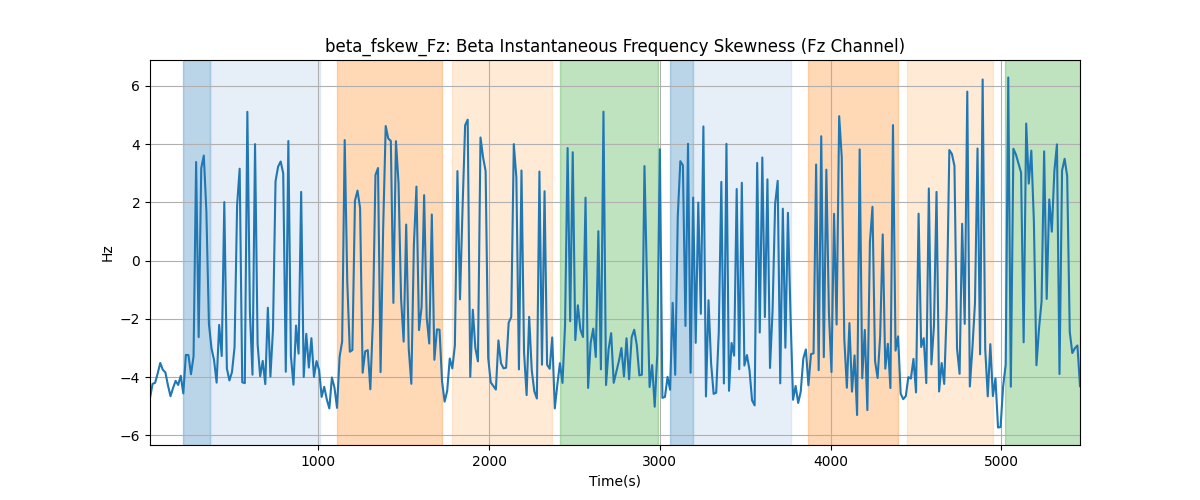 beta_fskew_Fz: Beta Instantaneous Frequency Skewness (Fz Channel)
6
4
2
0
−2
−4
−6
Hz
1000 2000 3000 4000 5000
Time(s)